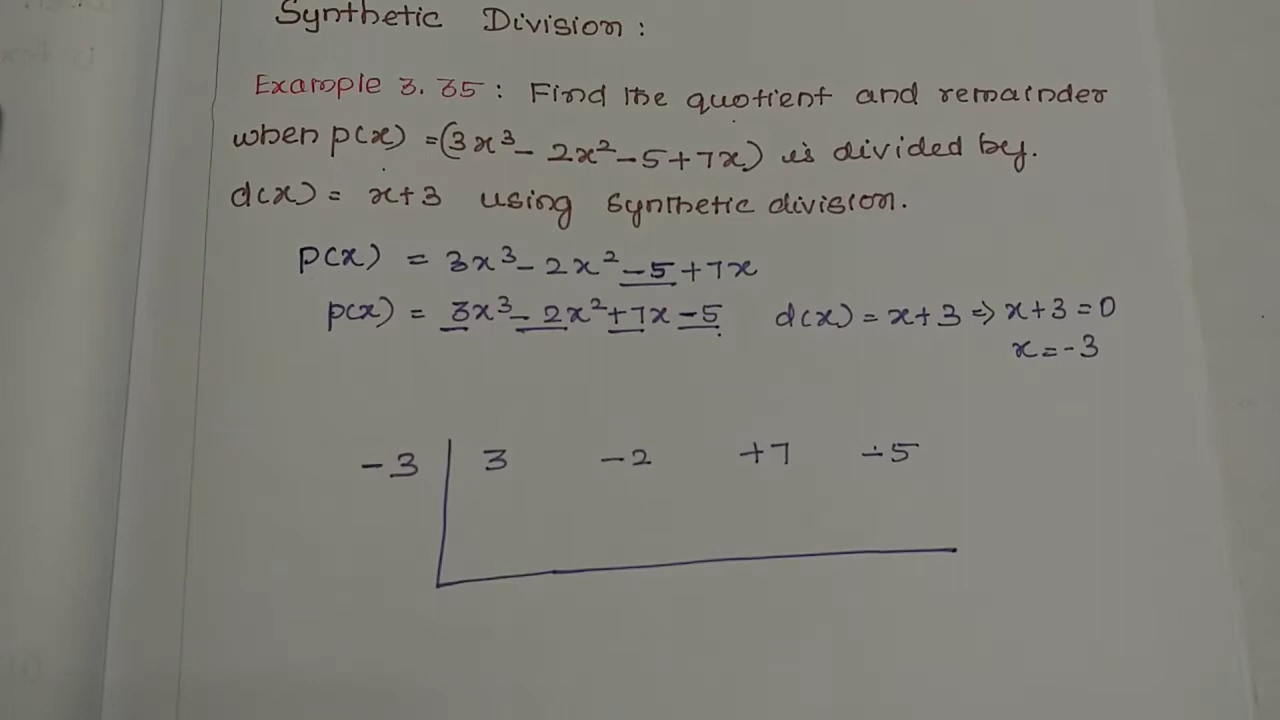 Synthetic Division :
Example 3.35 : Find the quotient and remainder
when p(x) = (3x³ - 2x² - 5 + 7x) is divided by.
d(x) = x+3 using synthetic division.
p(x) = 3x³ - 2x² - 5 + 7x
p(x) = 3x³ - 2x² + 7x - 5 d(x) = x+3 => x+3 = 0
x = -3
-3 | 3 -2 +7 -5